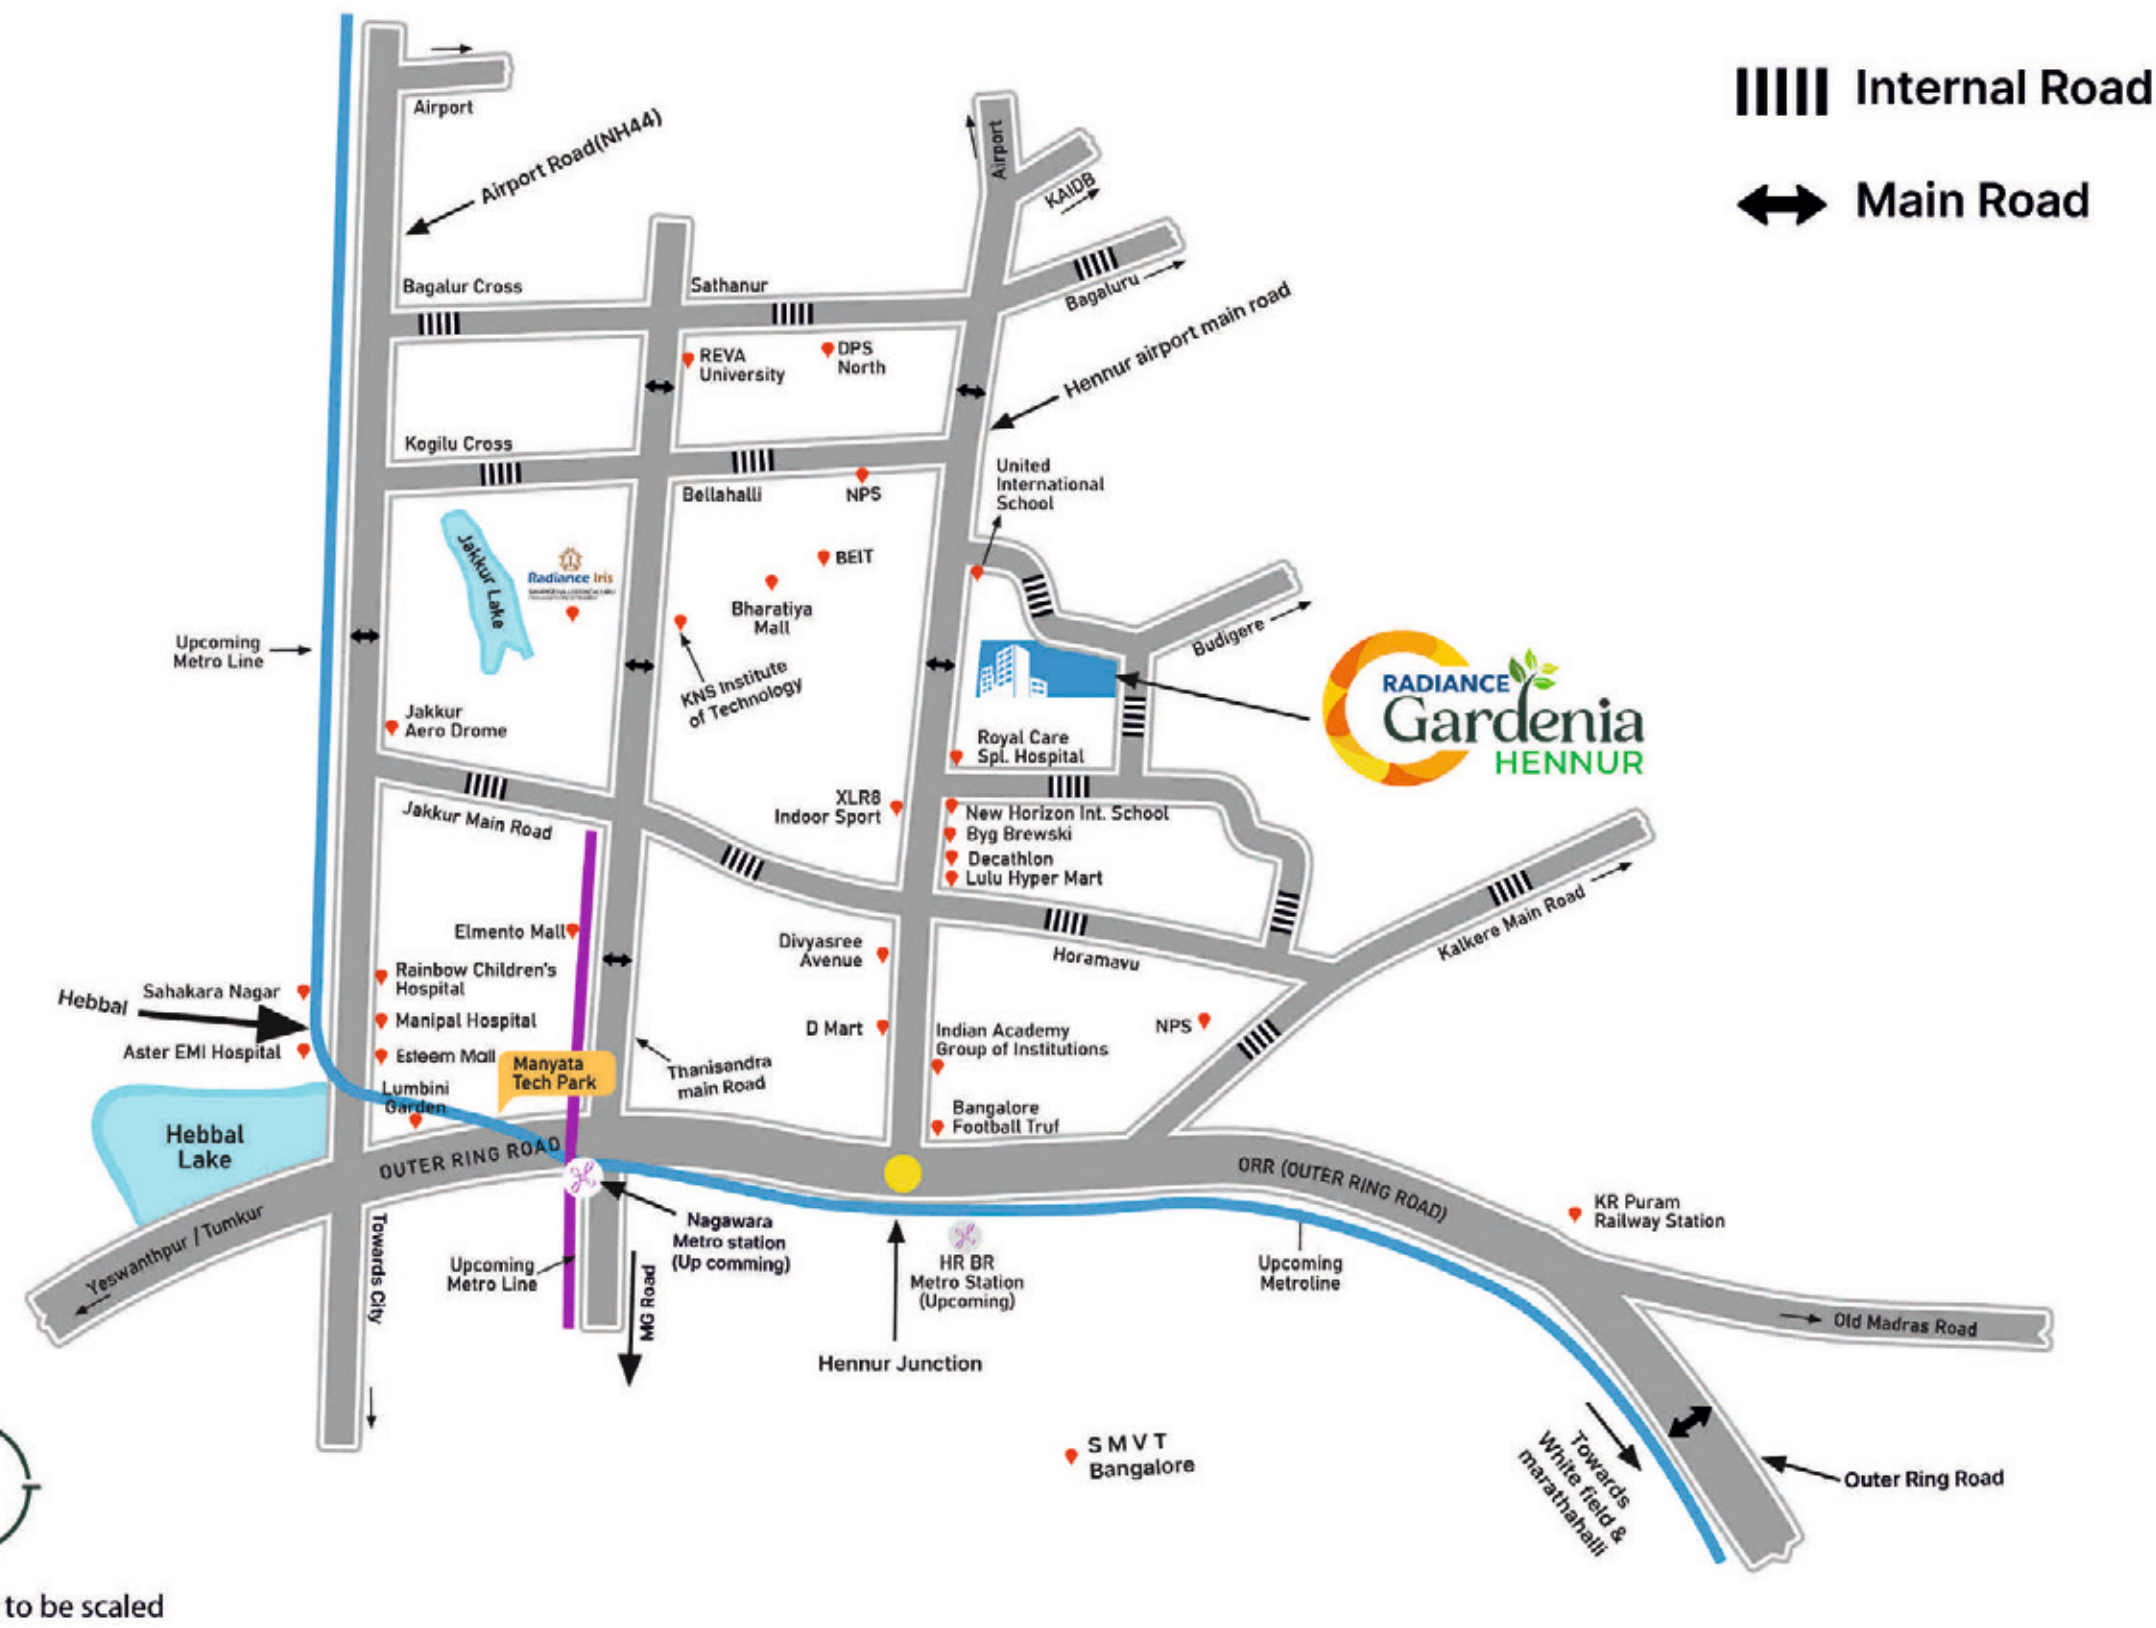 Internal Road
Main Road
Airport
Airport Road(NH44)
Airport
KAIDB
Bagaluru
Hennur airport main road
Bagalur Cross
Sathanur
REVA
University
DPS
North
Kogilu Cross
Bellahalli
NPS
United
International
School
Jakkur Lake
Radiance Iris
BEIT
Bharatiya
Mall
KNS Institute
of Technology
Budigere
Upcoming
Metro Line
RADIANCE
Gardenia
HENNUR
Jakkur
Aero Drome
Royal Care
Spl. Hospital
Jakkur Main Road
XLR8
Indoor Sport
New Horizon Int. School
Byg Brewski
Decathlon
Lulu Hyper Mart
Elmento Mall
Divyasree
Avenue
Horamavu
Kalkere Main Road
Rainbow Children's
Hospital
Sahakara Nagar
Hebbal
Manipal Hospital
Aster EMI Hospital
Esteem Mall
D Mart
Indian Academy
Group of Institutions
NPS
Manyata
Tech Park
Thanisandra
main Road
Lumbini
Garden
Bangalore
Football Truf
Hebbal
Lake
OUTER RING ROAD
ORR (OUTER RING ROAD)
Yeswanthpur / Tumkur
Towards City
Nagawara
Metro station
(Up comming)
Upcoming
Metro Line
MG Road
HR BR
Metro Station
(Upcoming)
Upcoming
Metroline
KR Puram
Railway Station
Old Madras Road
Hennur Junction
S M V T
Bangalore
Towards
White field &
marathahalli
Outer Ring Road
to be scaled